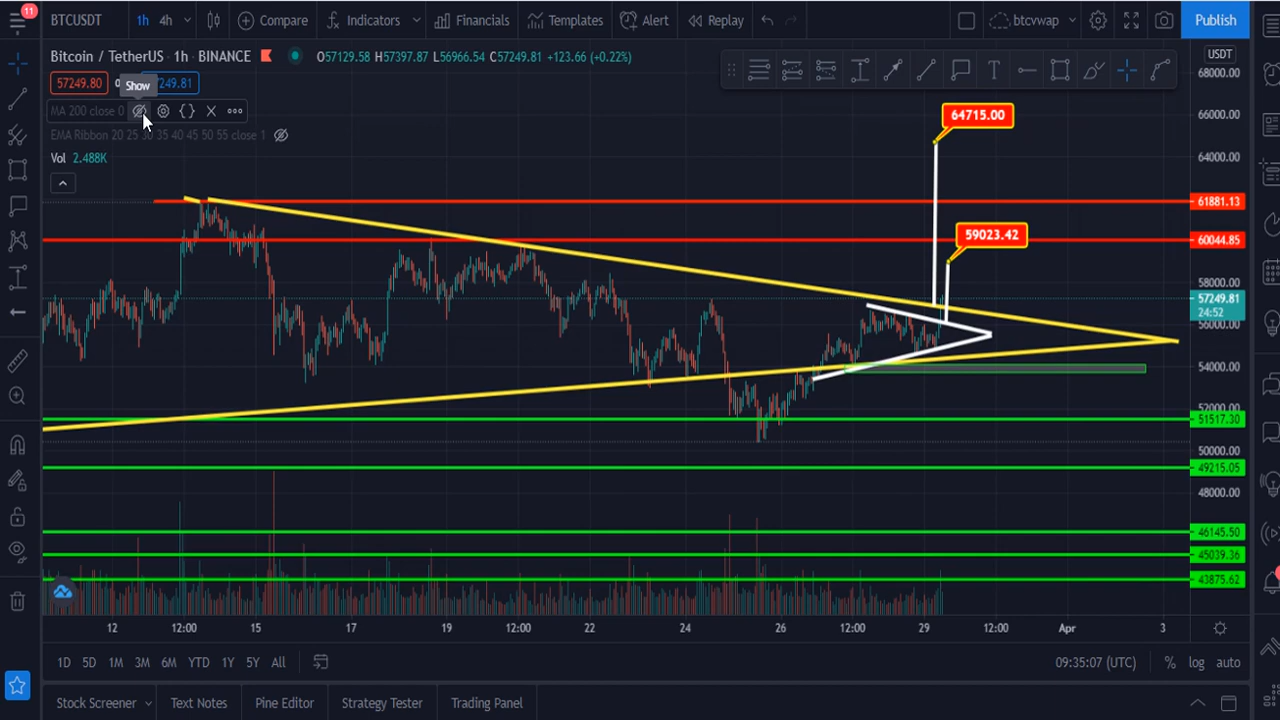 11
BTCUSDT
1h 4h
Compare
Indicators
Financials
Templates
Alert
Replay
btcvwap
Publish
Bitcoin / TetherUS · 1h · BINANCE
O57129.58 H57397.87 L56966.54 C57249.81 +123.66 (+0.22%)
USDT
57249.80
249.81
Show
MA 200 close 0
EMA Ribbon 20 25 30 35 40 45 50 55 close 1
Vol 2.488K
T
68000.00
66000.00
64000.00
61881.13
60044.85
58000.00
57249.81
24:52
56000.00
54000.00
52000.00
51517.30
50000.00
49215.05
48000.00
46145.50
45039.36
43875.62
64715.00
59023.42
12
12:00
15
17
19
12:00
22
24
26
12:00
29
12:00
Apr
3
1D 5D 1M 3M 6M YTD 1Y 5Y All
09:35:07 (UTC)
% log auto
Stock Screener
Text Notes
Pine Editor
Strategy Tester
Trading Panel